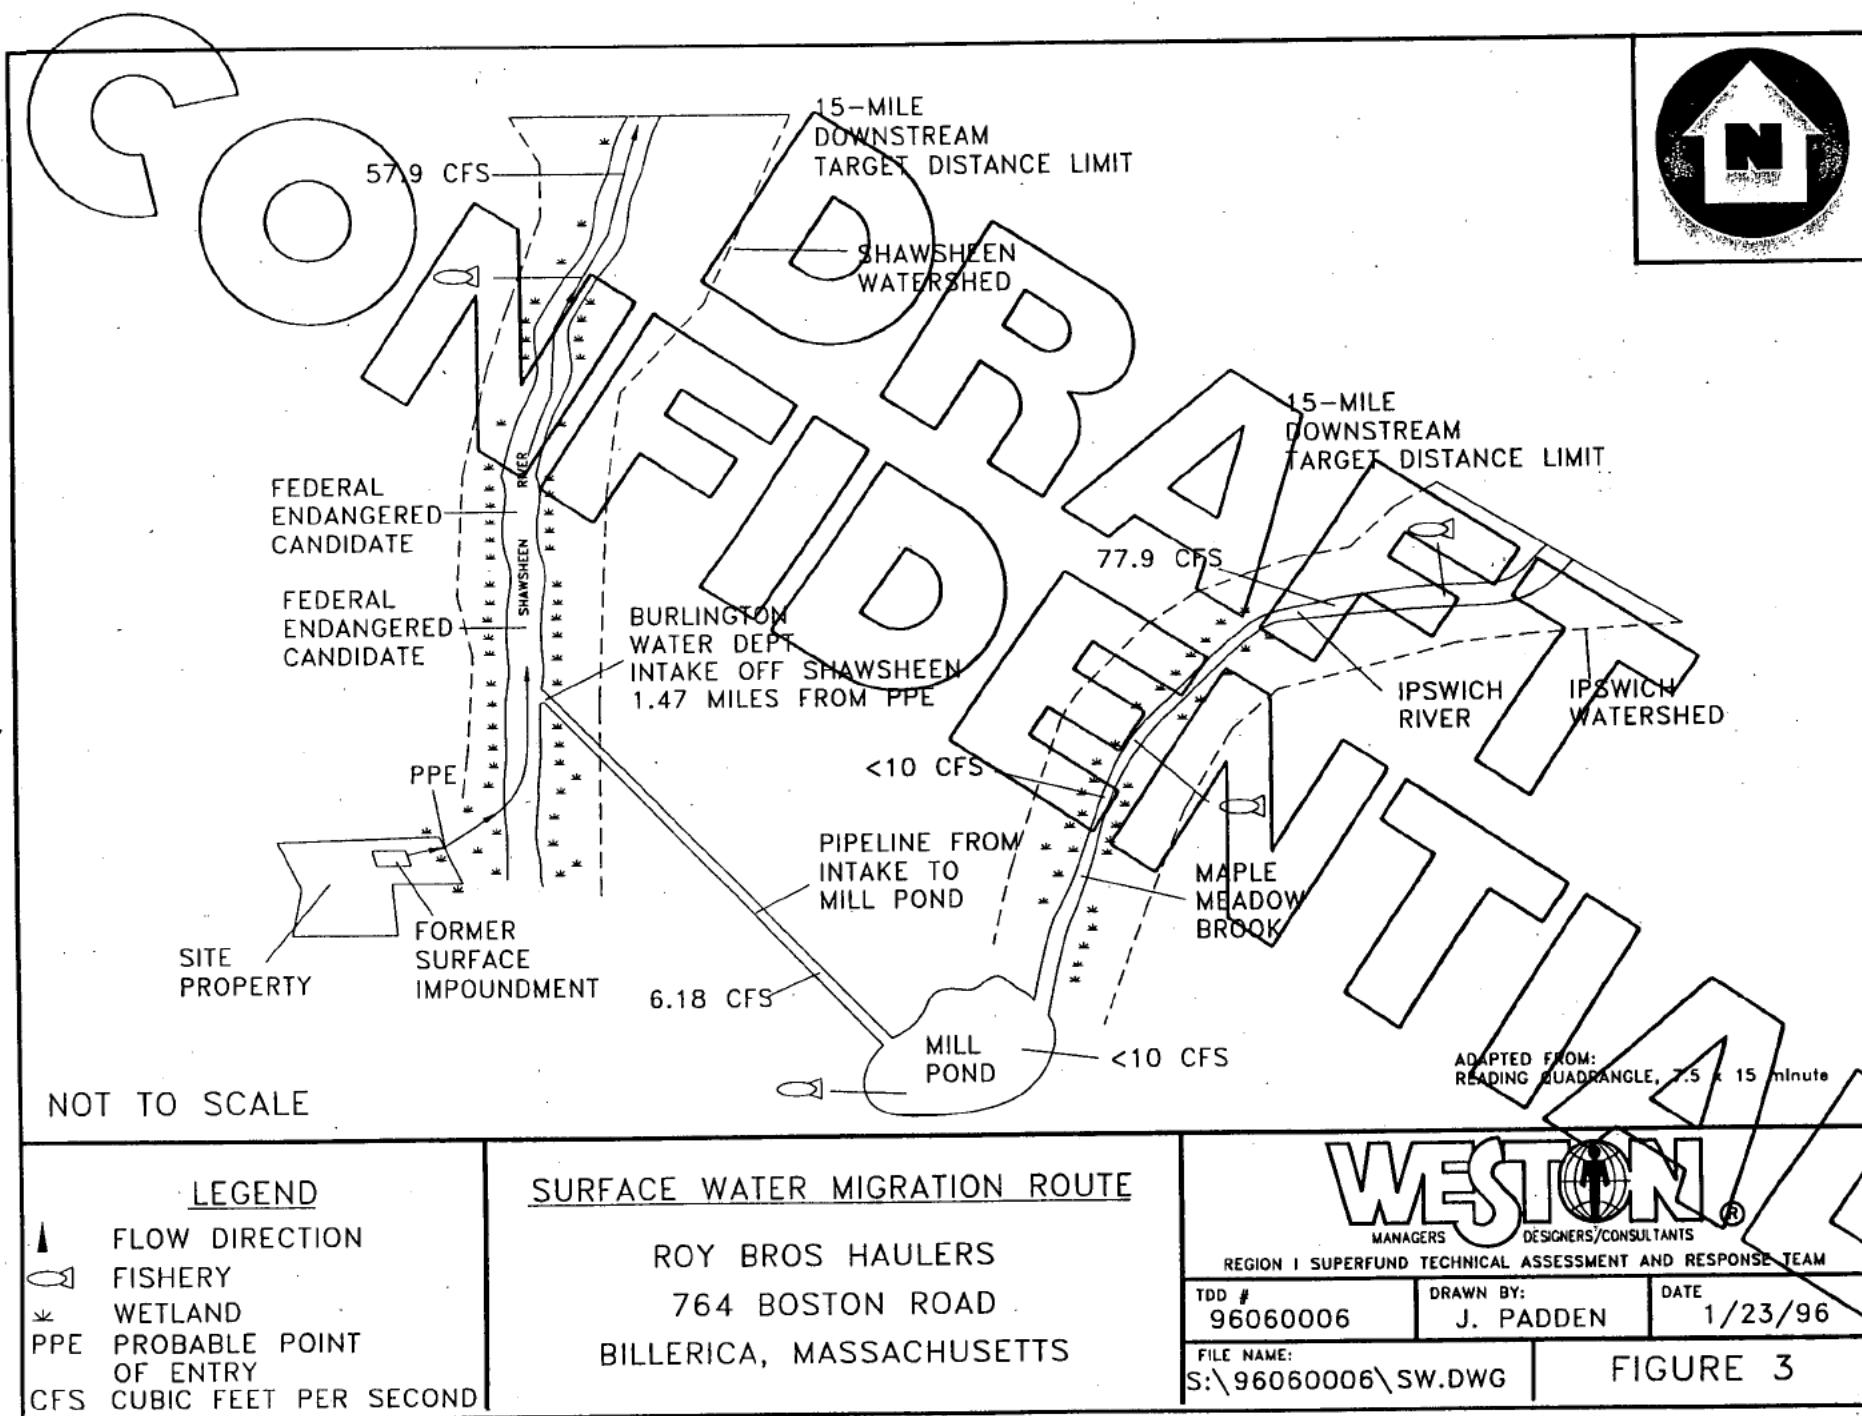 CONFIDENTIAL
DRAFT
15-MILE
DOWNSTREAM
TARGET DISTANCE LIMIT
57.9 CFS
SHAWSHEEN
WATERSHED
N
15-MILE
DOWNSTREAM
TARGET DISTANCE LIMIT
FEDERAL
ENDANGERED
CANDIDATE
SHAWSHEEN RIVER
77.9 CFS
FEDERAL
ENDANGERED
CANDIDATE
BURLINGTON
WATER DEPT
INTAKE OFF SHAWSHEEN
1.47 MILES FROM PPE
IPSWICH
RIVER
IPSWICH
WATERSHED
PPE
<10 CFS
PIPELINE FROM
INTAKE TO
MILL POND
MAPLE
MEADOW
BROOK
SITE
PROPERTY
FORMER
SURFACE
IMPOUNDMENT
6.18 CFS
MILL
POND
<10 CFS
ADAPTED FROM:
READING QUADRANGLE, 7.5 x 15 minute
NOT TO SCALE
LEGEND
FLOW DIRECTION
FISHERY
WETLAND
PPE PROBABLE POINT
OF ENTRY
CFS CUBIC FEET PER SECOND
SURFACE WATER MIGRATION ROUTE
ROY BROS HAULERS
764 BOSTON ROAD
BILLERICA, MASSACHUSETTS
WESTON ®
MANAGERS DESIGNERS/CONSULTANTS
REGION I SUPERFUND TECHNICAL ASSESSMENT AND RESPONSE TEAM
TDD #
96060006
DRAWN BY:
J. PADDEN
DATE
1/23/96
FILE NAME:
S:\96060006\SW.DWG
FIGURE 3